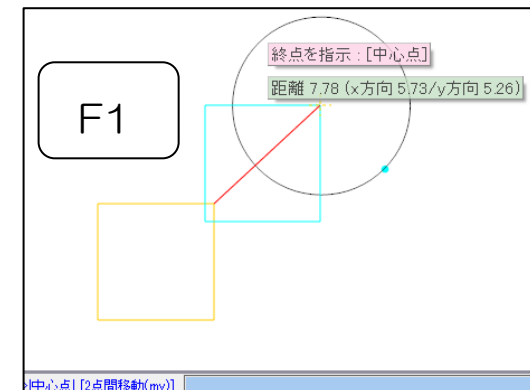 終点を指示 : [中心点]
距離 7.78 (x方向 5.73/y方向 5.26)
F1
>|中心点| [2点間移動(mv)]